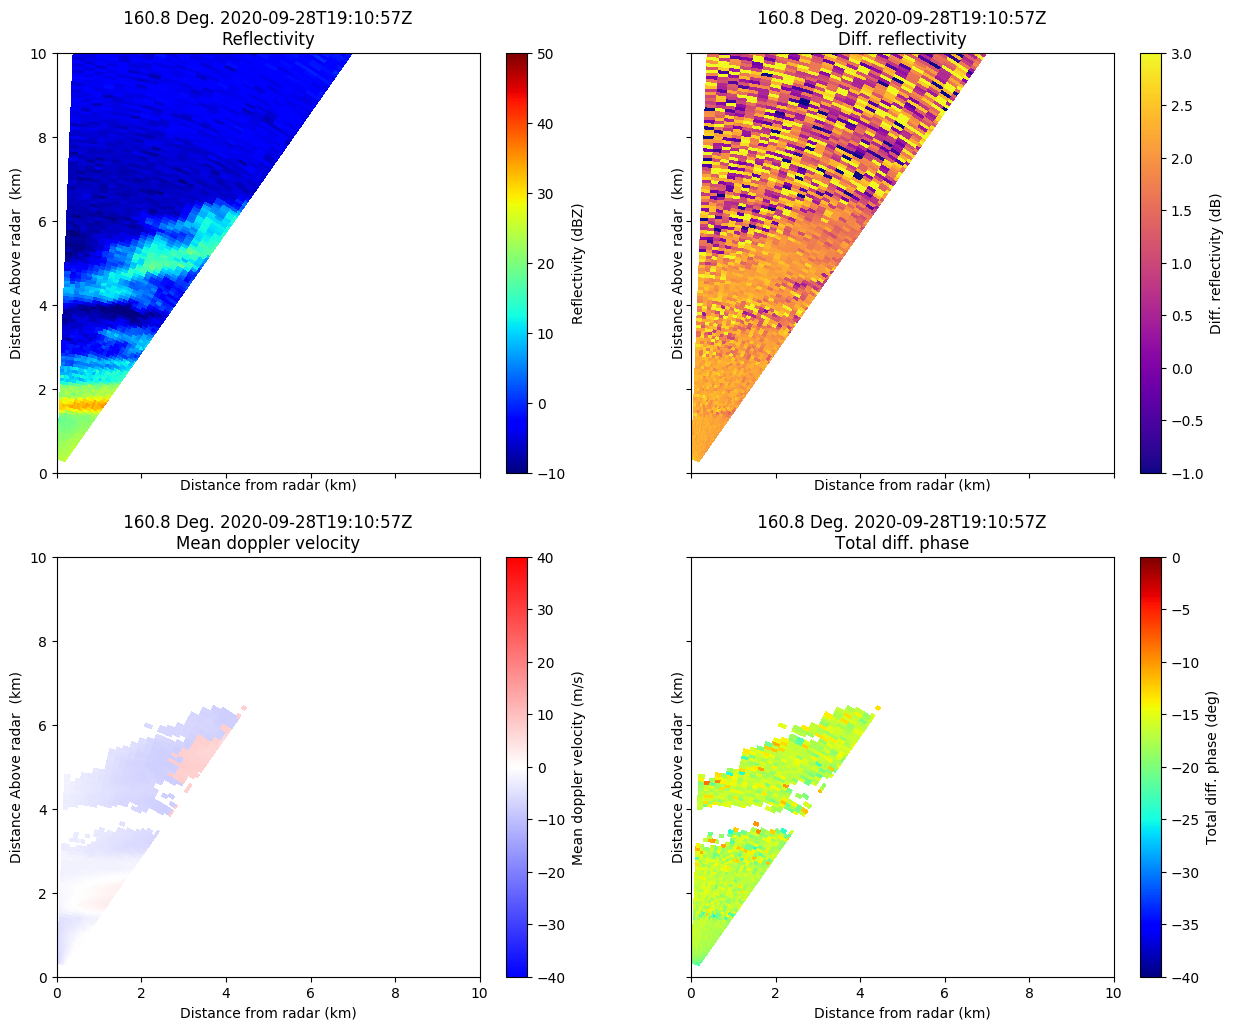 160.8 Deg. 2020-09-28T19:10:57Z
Reflectivity
10
8
6
4
2
0
Distance Above radar  (km)
Distance from radar (km)
50
40
30
20
10
0
−10
Reflectivity (dBZ)
160.8 Deg. 2020-09-28T19:10:57Z
Diff. reflectivity
Distance Above radar  (km)
Distance from radar (km)
3.0
2.5
2.0
1.5
1.0
0.5
0.0
−0.5
−1.0
Diff. reflectivity (dB)
160.8 Deg. 2020-09-28T19:10:57Z
Mean doppler velocity
10
8
6
4
2
0
Distance Above radar  (km)
0 2 4 6 8 10
Distance from radar (km)
40
30
20
10
0
−10
−20
−30
−40
Mean doppler velocity (m/s)
160.8 Deg. 2020-09-28T19:10:57Z
Total diff. phase
Distance Above radar  (km)
0 2 4 6 8 10
Distance from radar (km)
0
−5
−10
−15
−20
−25
−30
−35
−40
Total diff. phase (deg)